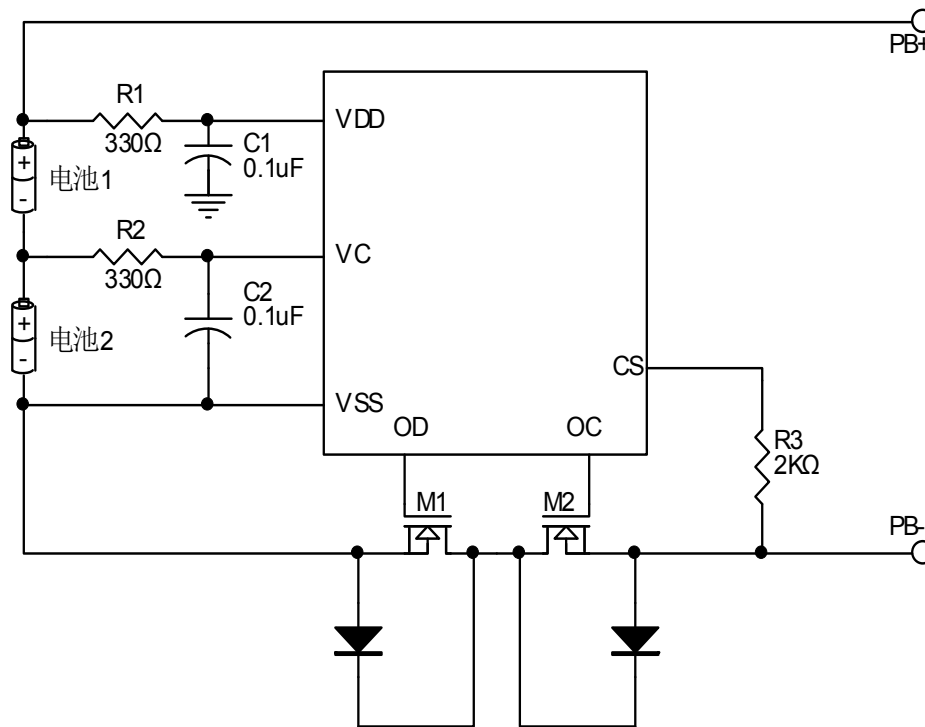 PB+
R1
330Ω
VDD
C1
0.1uF
+
-
电池1
R2
330Ω
VC
C2
0.1uF
+
-
电池2
CS
VSS
OD
OC
R3
2KΩ
M1
M2
PB-